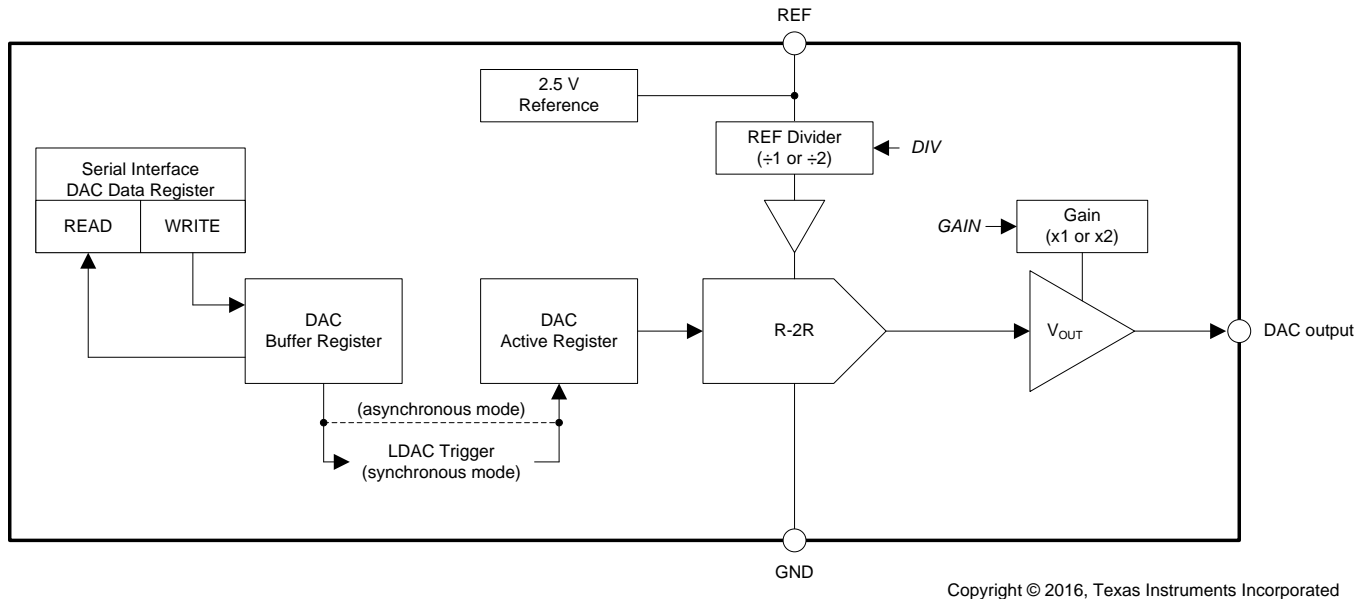 REF
2.5 V
Reference
REF Divider
(÷1 or ÷2)
DIV
Serial Interface
DAC Data Register
READ
WRITE
GAIN
Gain
(x1 or x2)
DAC
Buffer Register
DAC
Active Register
R-2R
VOUT
DAC output
(asynchronous mode)
LDAC Trigger
(synchronous mode)
GND
Copyright © 2016, Texas Instruments Incorporated